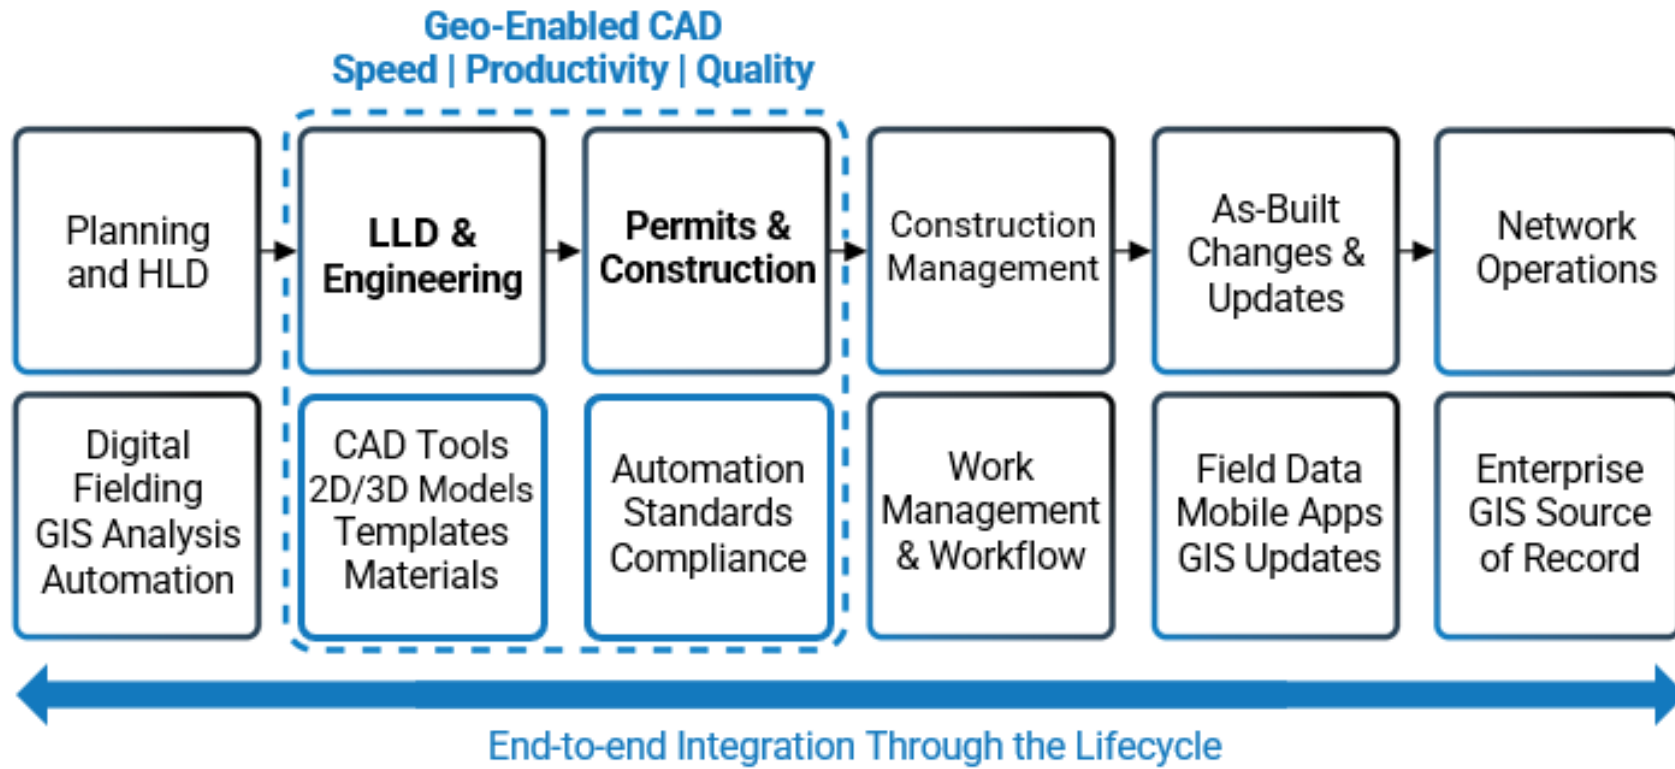 Geo-Enabled CAD
Speed | Productivity | Quality
Planning
and HLD
LLD &
Engineering
Permits &
Construction
Construction
Management
As-Built
Changes &
Updates
Network
Operations
Digital
Fielding
GIS Analysis
Automation
CAD Tools
2D/3D Models
Templates
Materials
Automation
Standards
Compliance
Work
Management
& Workflow
Field Data
Mobile Apps
GIS Updates
Enterprise
GIS Source
of Record
End-to-end Integration Through the Lifecycle